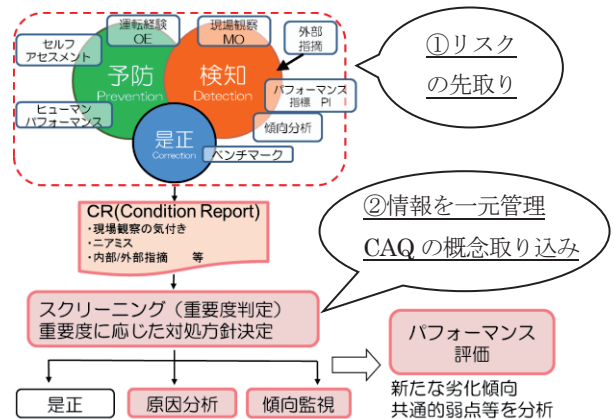 運転経験
OE
現場観察
MO
外部
指摘
セルフ
アセスメント
予防
Prevention
検知
Detection
パフォーマンス
指標 PI
ヒューマン
パフォーマンス
傾向分析
是正
Correction
ベンチマーク
①リスク
の先取り
CR(Condition Report)
・現場観察の気付き
・ニアミス
・内部/外部指摘 等
②情報を一元管理
CAQ の概念取り込み
スクリーニング（重要度判定）
重要度に応じた対処方針決定
パフォーマンス
評価
是正
原因分析
傾向監視
新たな劣化傾向
共通的弱点等を分析